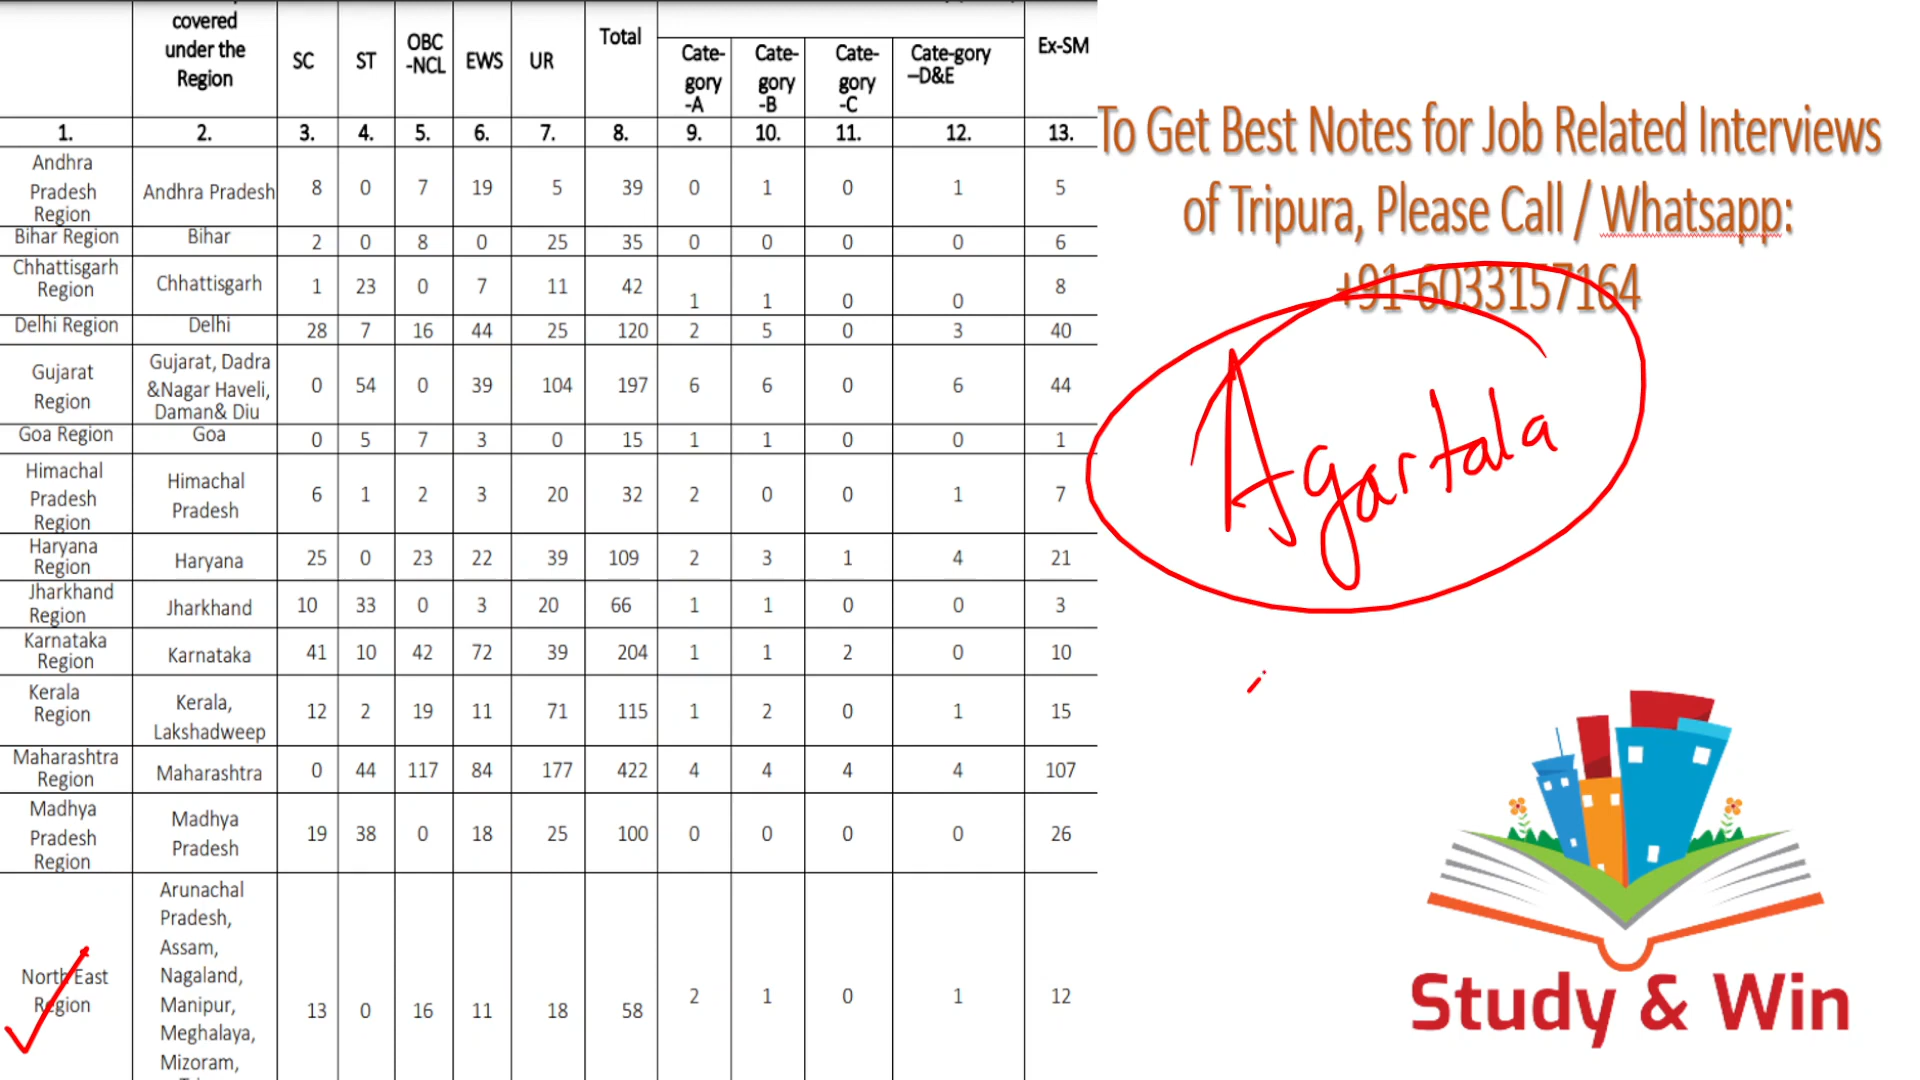 covered
under the
Region
SC
ST
OBC
-NCL
EWS
UR
Total
Cate-
gory
-A
Cate-
gory
-B
Cate-
gory
-C
Cate-gory
–D&E
Ex-SM
1. 2. 3. 4. 5. 6. 7. 8. 9. 10. 11. 12. 13.
Andhra
Pradesh
Region
Andhra Pradesh 8 0 7 19 5 39 0 1 0 1 5
Bihar Region Bihar 2 0 8 0 25 35 0 0 0 0 6
Chhattisgarh
Region
Chhattisgarh 1 23 0 7 11 42 1 1 0 0 8
Delhi Region Delhi 28 7 16 44 25 120 2 5 0 3 40
Gujarat
Region
Gujarat, Dadra
&Nagar Haveli,
Daman& Diu
0 54 0 39 104 197 6 6 0 6 44
Goa Region Goa 0 5 7 3 0 15 1 1 0 0 1
Himachal
Pradesh
Region
Himachal
Pradesh
6 1 2 3 20 32 2 0 0 1 7
Haryana
Region
Haryana 25 0 23 22 39 109 2 3 1 4 21
Jharkhand
Region
Jharkhand 10 33 0 3 20 66 1 1 0 0 3
Karnataka
Region
Karnataka 41 10 42 72 39 204 1 1 2 0 10
Kerala
Region
Kerala,
Lakshadweep
12 2 19 11 71 115 1 2 0 1 15
Maharashtra
Region
Maharashtra 0 44 117 84 177 422 4 4 4 4 107
Madhya
Pradesh
Region
Madhya
Pradesh
19 38 0 18 25 100 0 0 0 0 26
North East
Region
Arunachal
Pradesh,
Assam,
Nagaland,
Manipur,
Meghalaya,
Mizoram,
13 0 16 11 18 58 2 1 0 1 12
To Get Best Notes for Job Related Interviews
of Tripura, Please Call / Whatsapp:
+91-6033157164
Agartala
Study & Win